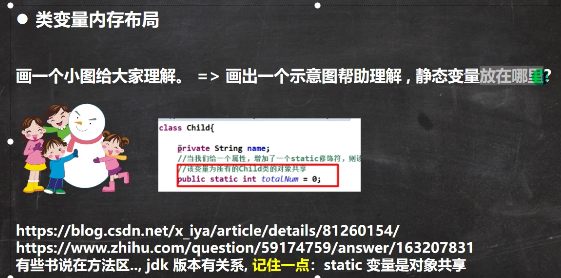 ● 类变量内存布局
画一个小图给大家理解。 => 画出一个示意图帮助理解 , 静态变量放在哪里?
class Child{
private String name;
//当我们给一个属性，增加了一个static修饰符，则
//该变量为所有的Child类的对象共享
public static int totalNum = 0;
https://blog.csdn.net/x_iya/article/details/81260154/
https://www.zhihu.com/question/59174759/answer/163207831
有些书说在方法区.., jdk 版本有关系, 记住一点：static 变量是对象共享